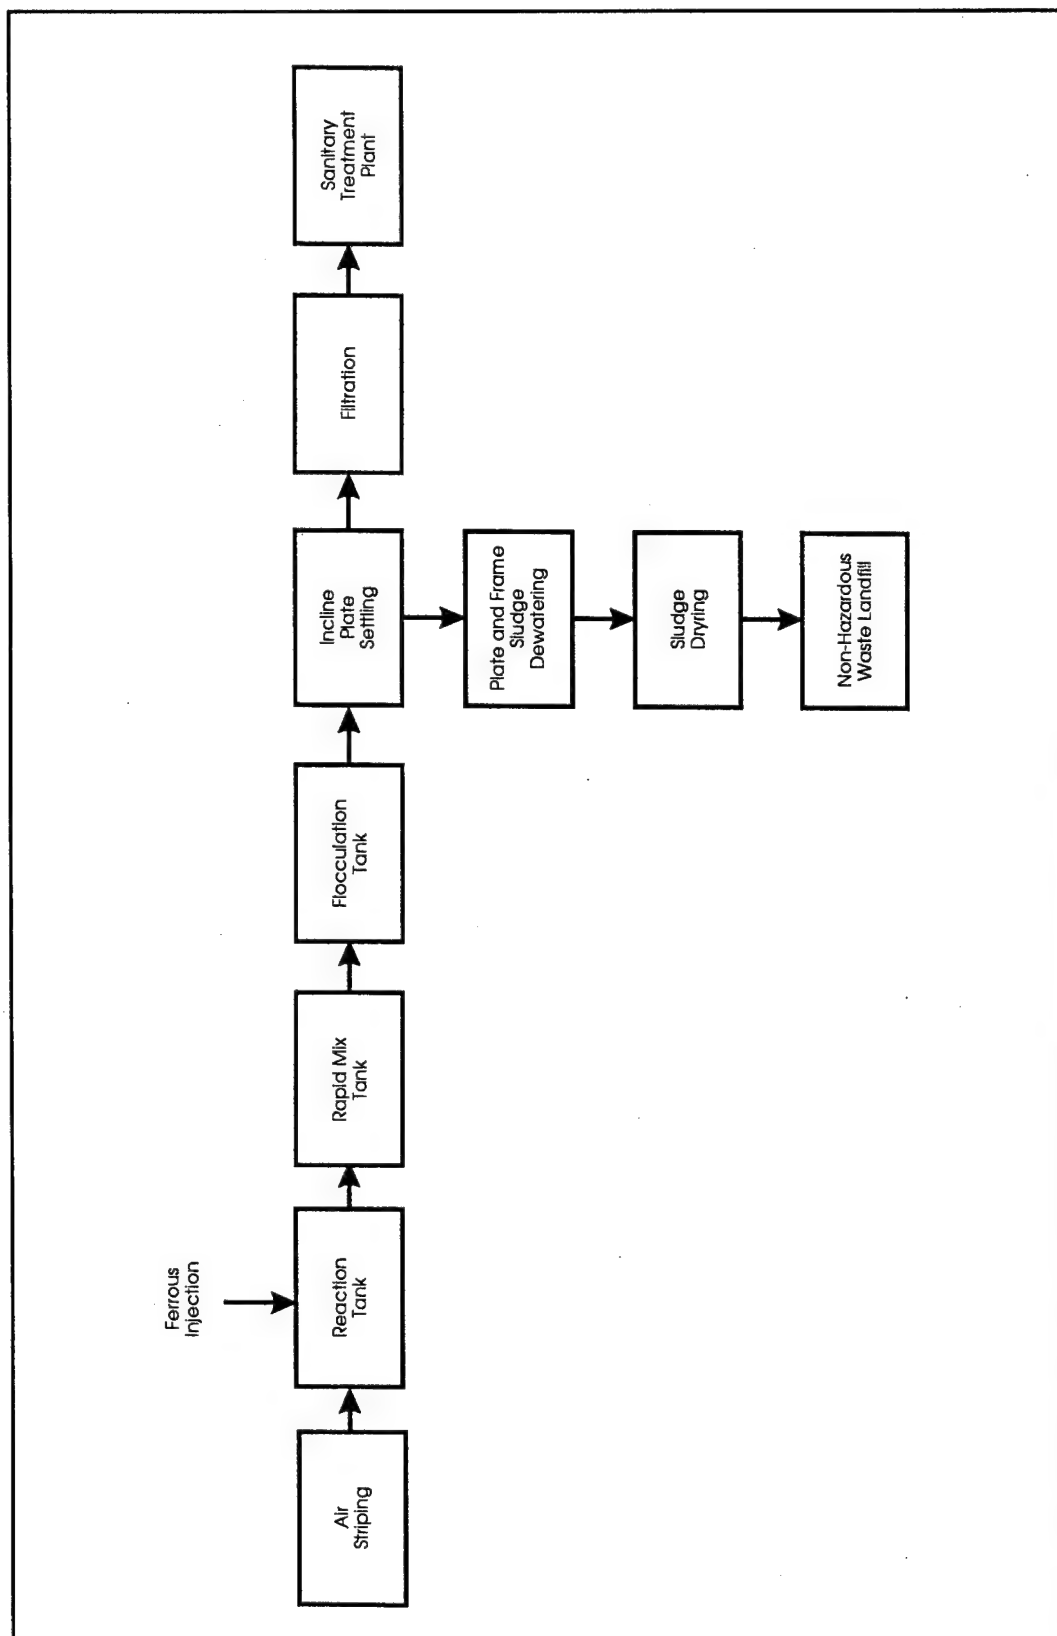 Ferrous
Injection
Air
Striping
Reaction
Tank
Rapid Mix
Tank
Flocculation
Tank
Incline
Plate
Settling
Filtration
Sanitary
Treatment
Plant
Plate and Frame
Sludge
Dewatering
Sludge
Dryring
Non-Hazardous
Waste Landfill